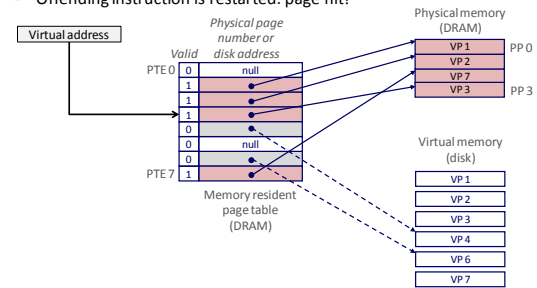 Offending instruction is restarted: page hit!
Virtual address
Physical page
number or
disk address
Valid
PTE 0 0 null
1
1
1
0
0 null
0
PTE 7 1
Memory resident
page table
(DRAM)
Physical memory
(DRAM)
VP 1 PP 0
VP 2
VP 7
VP 3 PP 3
Virtual memory
(disk)
VP 1
VP 2
VP 3
VP 4
VP 6
VP 7